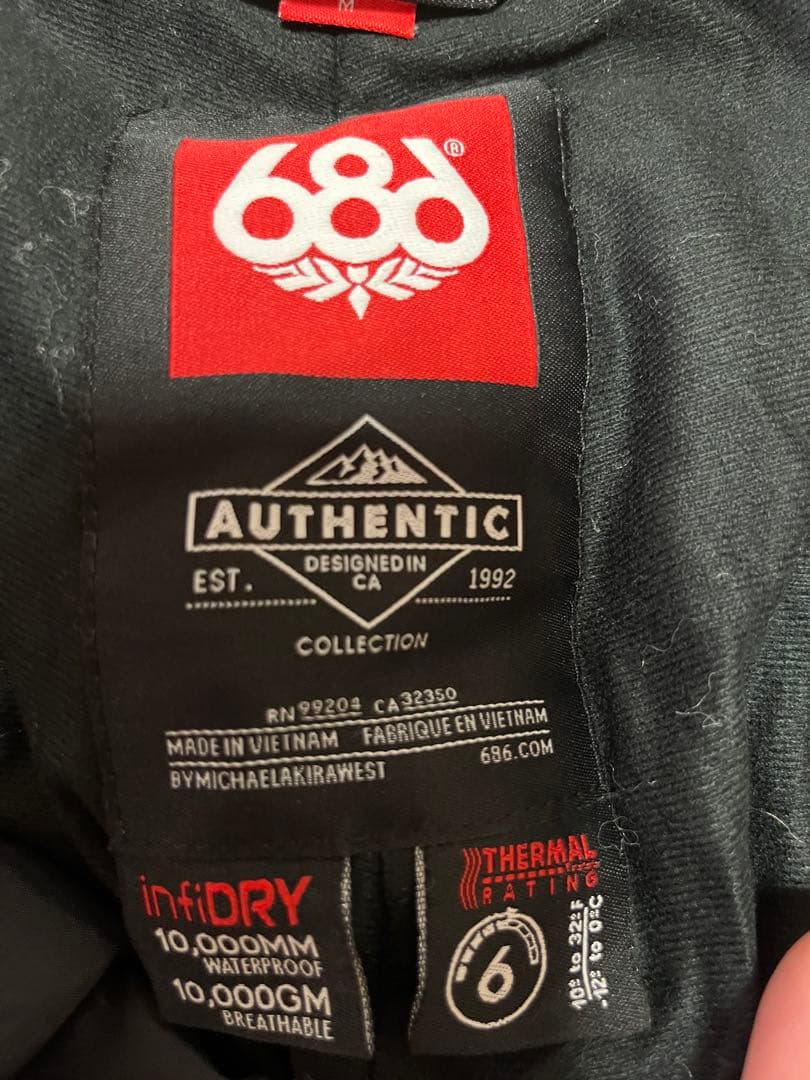 M
686®
AUTHENTIC
DESIGNED IN
CA
EST. 1992
COLLECTION
RN 99204 CA 32350
MADE IN VIETNAM FABRIQUE EN VIETNAM
BYMICHAELAKIRAWEST 686.COM
infiDRY
10,000MM
WATERPROOF
10,000GM
BREATHABLE
THERMAL
RATING
6
10° to 32°F
-12° to 0°C